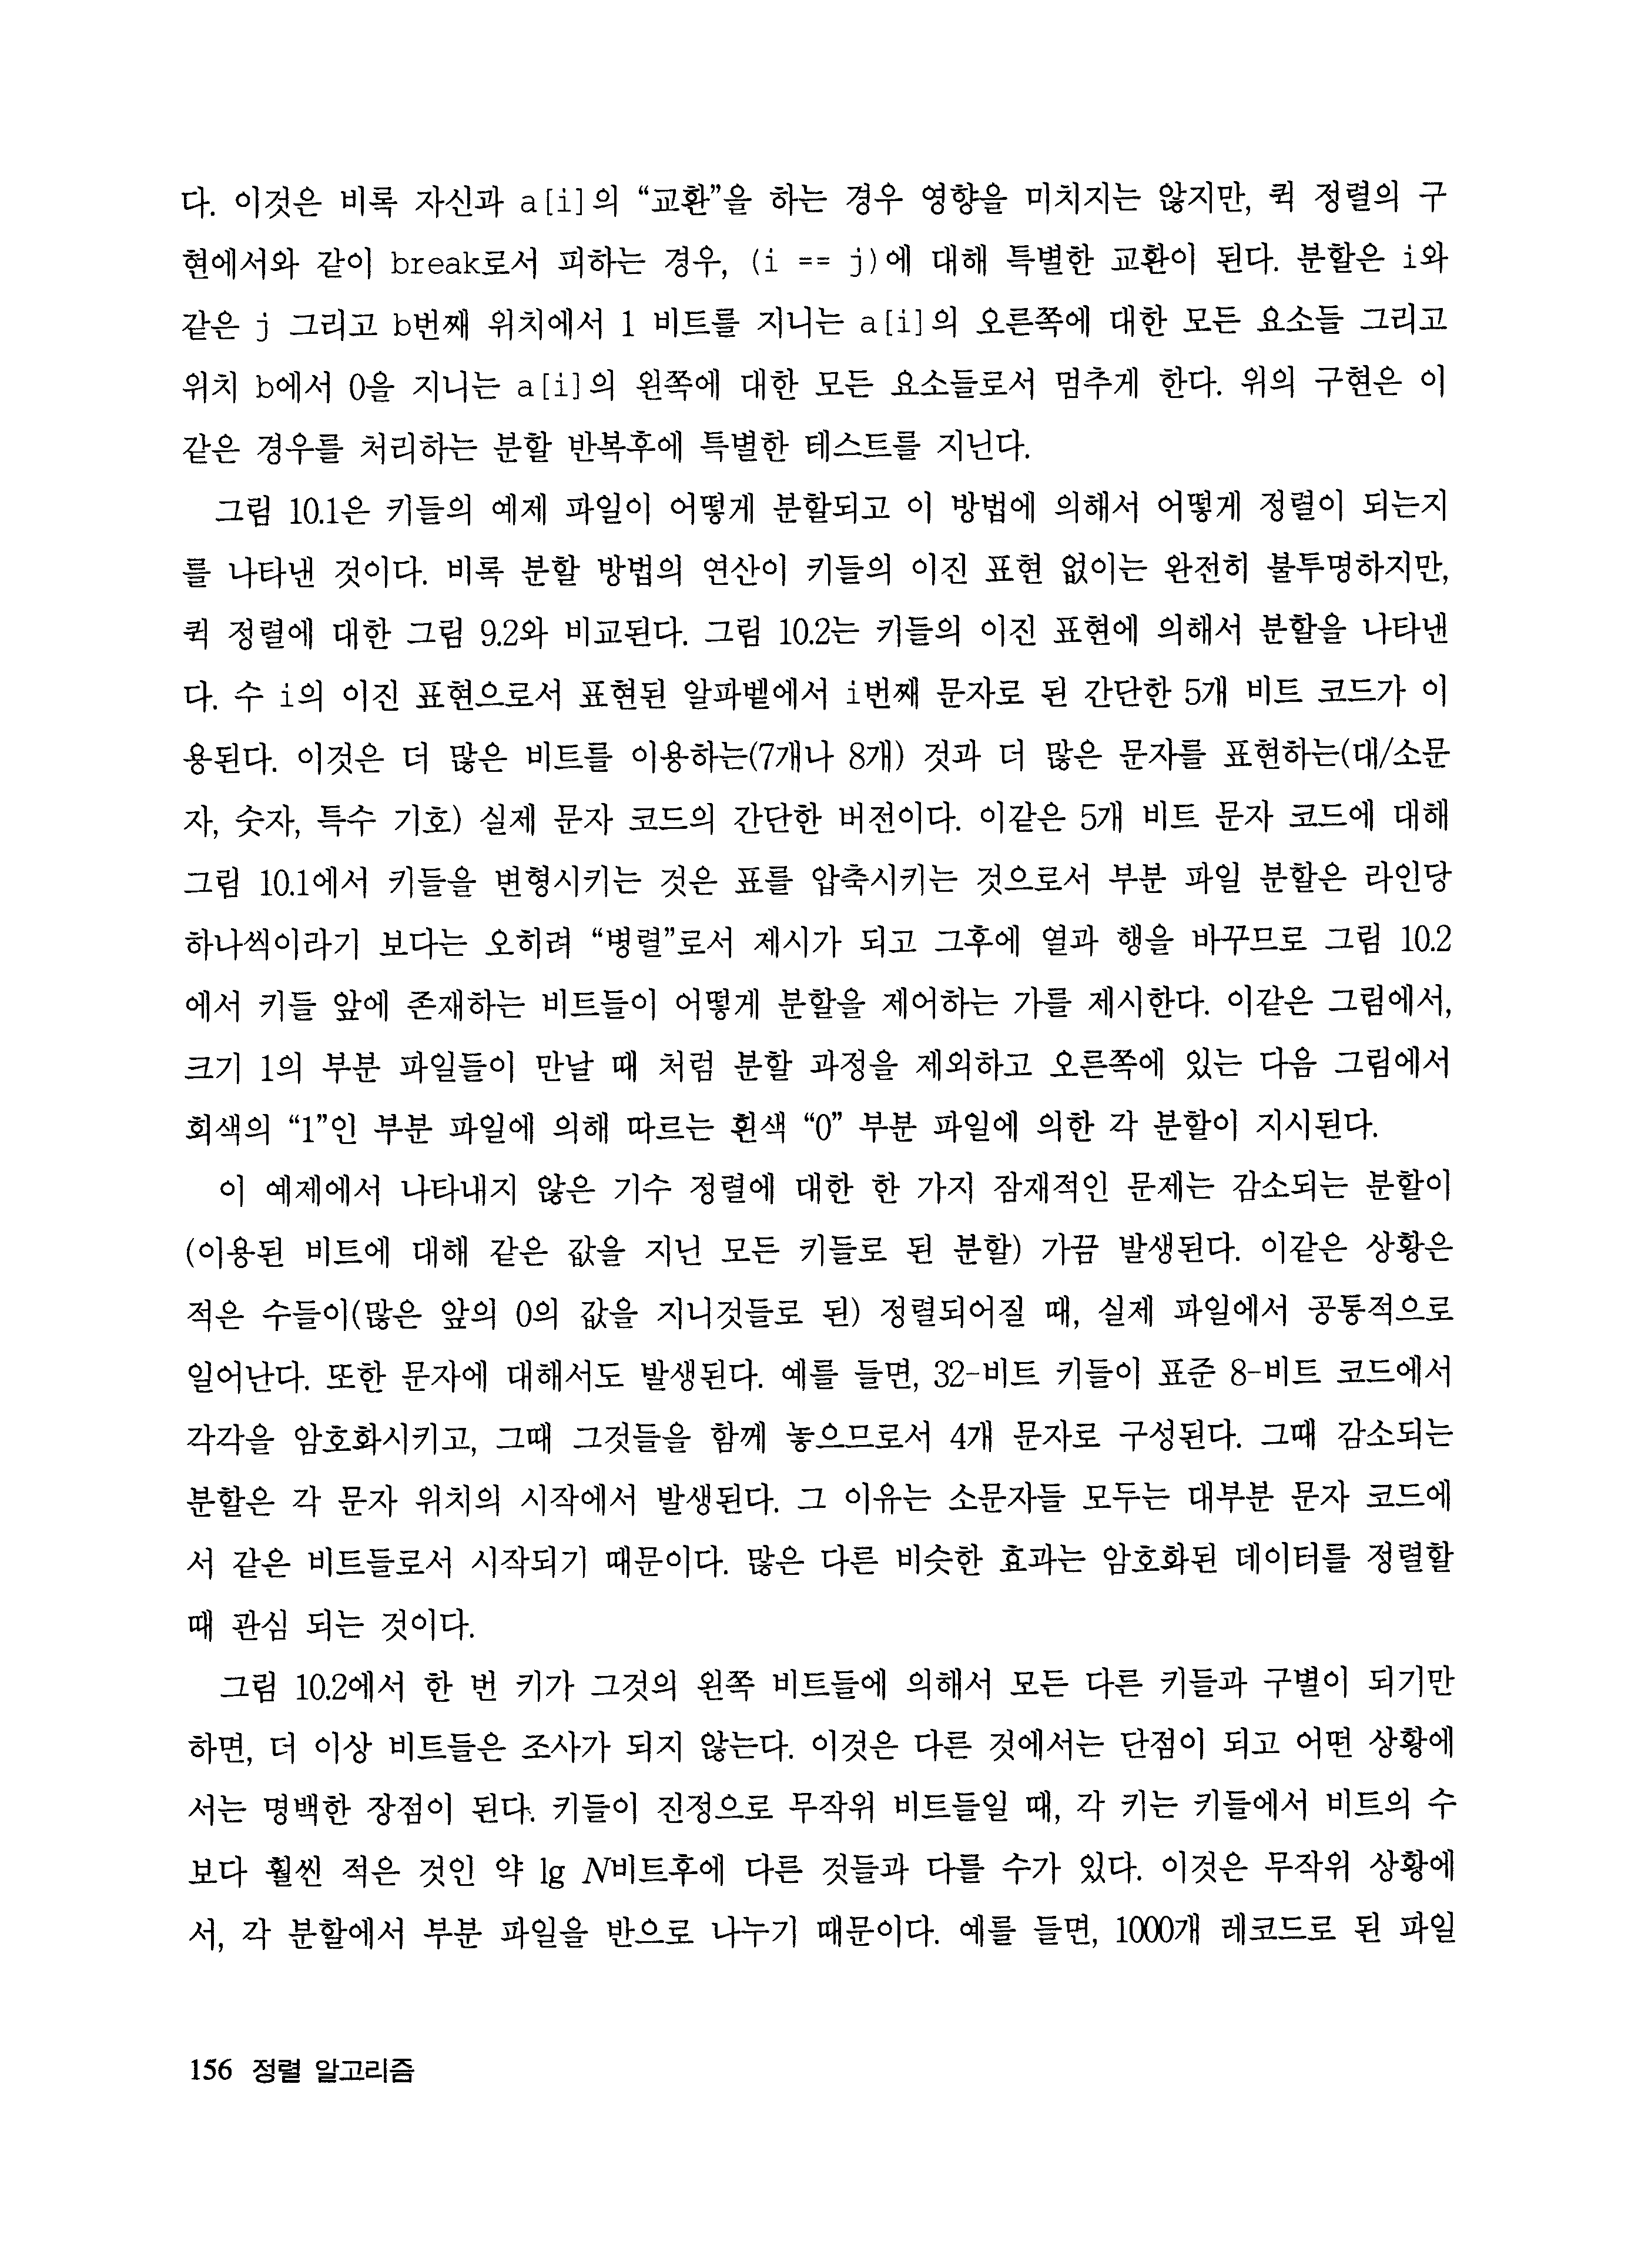 다. 이것은 비록 자신과 a[i]의 “교환”을 하는 경우 영향을 미치지는 않지만, 퀵 정렬의 구
현에서와 같이 break로서 피하는 경우, (i == j)에 대해 특별한 교환이 된다. 분할은 i와
같은 j 그리고 b번째 위치에서 1 비트를 지니는 a[i]의 오른쪽에 대한 모든 요소들 그리고
위치 b에서 0을 지니는 a[i]의 왼쪽에 대한 모든 요소들로서 멈추게 한다. 위의 구현은 이
같은 경우를 처리하는 분할 반복후에 특별한 테스트를 지닌다.
그림 10.1은 키들의 예제 파일이 어떻게 분할되고 이 방법에 의해서 어떻게 정렬이 되는지
를 나타낸 것이다. 비록 분할 방법의 연산이 키들의 이진 표현 없이는 완전히 불투명하지만,
퀵 정렬에 대한 그림 9.2와 비교된다. 그림 10.2는 키들의 이진 표현에 의해서 분할을 나타낸
다. 수 i의 이진 표현으로서 표현된 알파벨에서 i번째 문자로 된 간단한 5개 비트 코드가 이
용된다. 이것은 더 많은 비트를 이용하는(7개나 8개) 것과 더 많은 문자를 표현하는(대/소문
자, 숫자, 특수 기호) 실제 문자 코드의 간단한 버전이다. 이같은 5개 비트 문자 코드에 대해
그림 10.1에서 키들을 변형시키는 것은 표를 압축시키는 것으로서 부분 파일 분할은 라인당
하나씩이라기 보다는 오히려 “병렬”로서 제시가 되고 그후에 열과 행을 바꾸므로 그림 10.2
에서 키들 앞에 존재하는 비트들이 어떻게 분할을 제어하는 가를 제시한다. 이같은 그림에서,
크기 1의 부분 파일들이 만날 때 처럼 분할 과정을 제외하고 오른쪽에 있는 다음 그림에서
회색의 “1”인 부분 파일에 의해 따르는 흰색 “0” 부분 파일에 의한 각 분할이 지시된다.
이 예제에서 나타내지 않은 기수 정렬에 대한 한 가지 잠재적인 문제는 감소되는 분할이
(이용된 비트에 대해 같은 값을 지닌 모든 키들로 된 분할) 가끔 발생된다. 이같은 상황은
적은 수들이(많은 앞의 0의 값을 지니것들로 된) 정렬되어질 때, 실제 파일에서 공통적으로
일어난다. 또한 문자에 대해서도 발생된다. 예를 들면, 32-비트 키들이 표준 8-비트 코드에서
각각을 암호화시키고, 그때 그것들을 함께 놓으므로서 4개 문자로 구성된다. 그때 감소되는
분할은 각 문자 위치의 시작에서 발생된다. 그 이유는 소문자들 모두는 대부분 문자 코드에
서 같은 비트들로서 시작되기 때문이다. 많은 다른 비슷한 효과는 암호화된 데이터를 정렬할
때 관심 되는 것이다.
그림 10.2에서 한 번 키가 그것의 왼쪽 비트들에 의해서 모든 다른 키들과 구별이 되기만
하면, 더 이상 비트들은 조사가 되지 않는다. 이것은 다른 것에서는 단점이 되고 어떤 상황에
서는 명백한 장점이 된다. 키들이 진정으로 무작위 비트들일 때, 각 키는 키들에서 비트의 수
보다 훨씬 적은 것인 약 lg N비트후에 다른 것들과 다를 수가 있다. 이것은 무작위 상황에
서, 각 분할에서 부분 파일을 반으로 나누기 때문이다. 예를 들면, 1000개 레코드로 된 파일
156 정렬 알고리즘